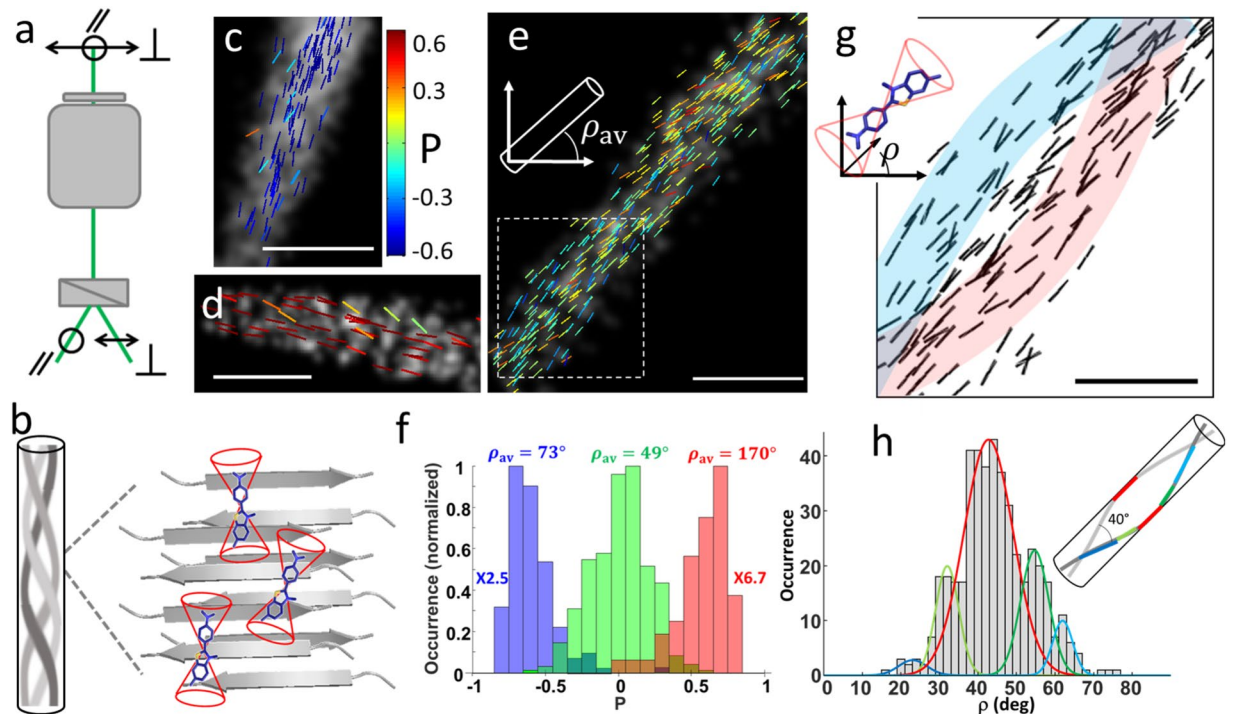 a
//
⊥
//
⊥
b
c
0.6
0.3
P
-0.3
-0.6
d
e
ρav
f
ρav = 73°
ρav = 49°
ρav = 170°
X2.5
X6.7
Occurrence (normalized)
1
0.8
0.6
0.4
0.2
0
-1
-0.5
0
0.5
1
P
g
ρ
h
40°
Occurrence
40
30
20
10
0
0
10
20
30
40
50
60
70
80
ρ (deg)